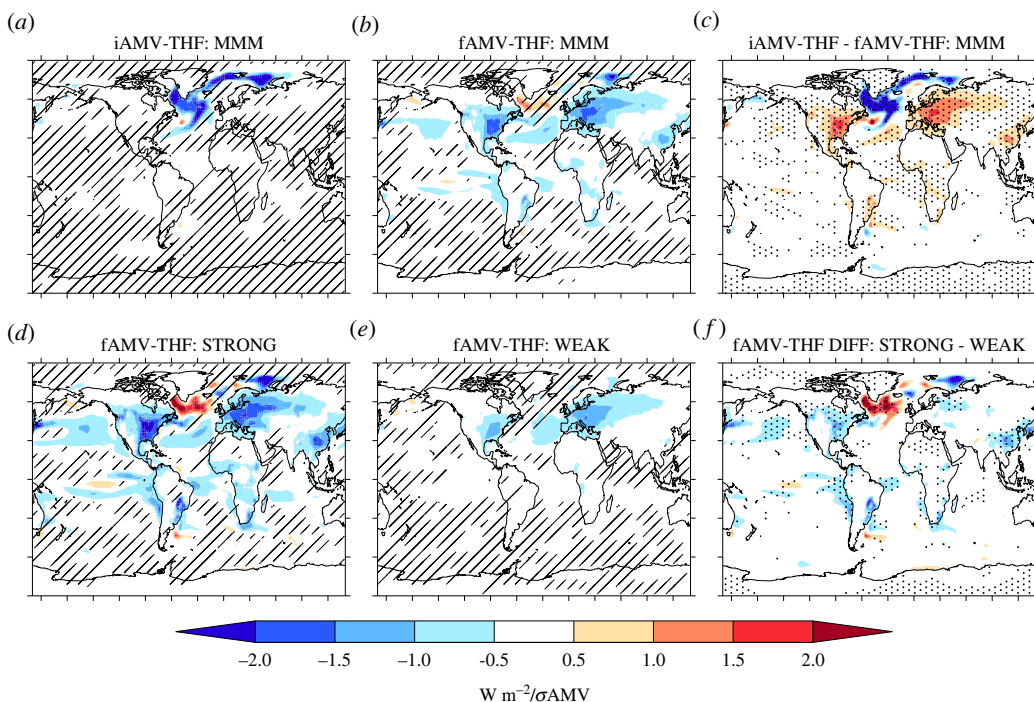 (a)
iAMV-THF: MMM
(b)
fAMV-THF: MMM
(c)
iAMV-THF - fAMV-THF: MMM
(d)
fAMV-THF: STRONG
(e)
fAMV-THF: WEAK
(f)
fAMV-THF DIFF: STRONG - WEAK
–2.0 –1.5 –1.0 -0.5 0.5 1.0 1.5 2.0
W m⁻²/σAMV